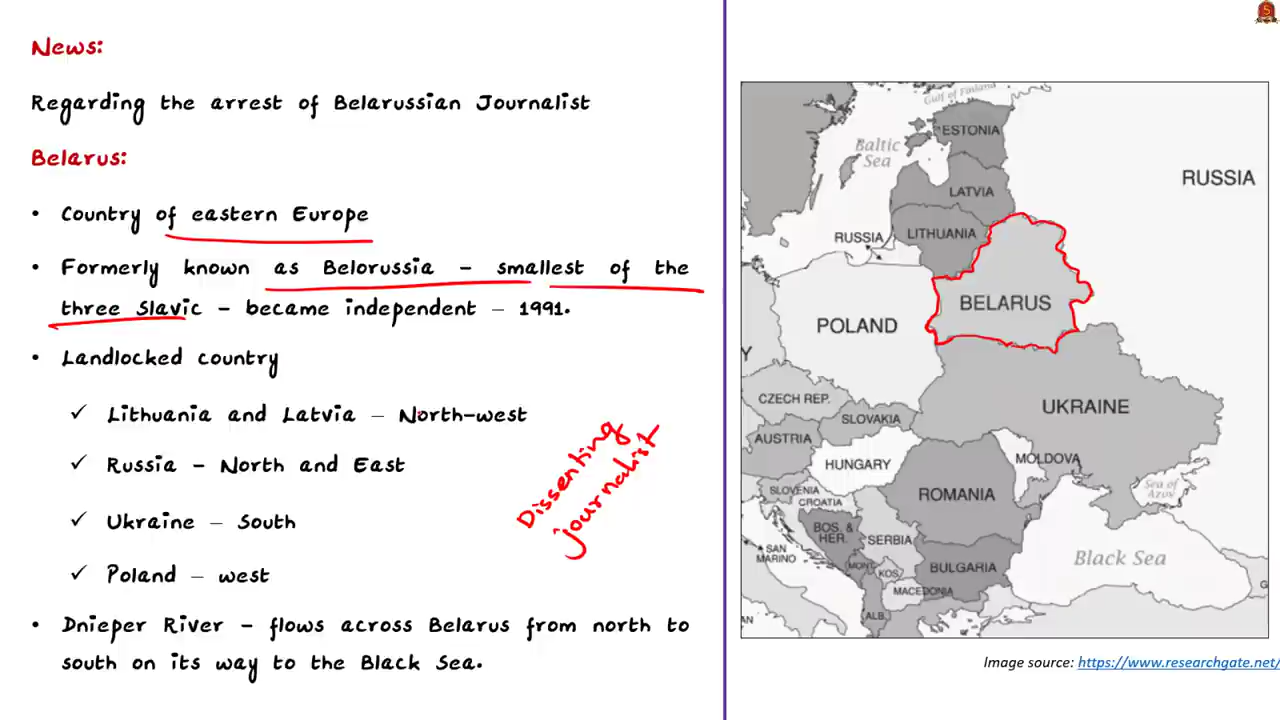 News:
Regarding the arrest of Belarussian Journalist
Belarus:
• Country of eastern Europe
• Formerly known as Belorussia – smallest of the
three Slavic – became independent – 1991.
• Landlocked country
✓ Lithuania and Latvia – North-west
✓ Russia – North and East
✓ Ukraine – South
✓ Poland – west
• Dnieper River – flows across Belarus from north to
south on its way to the Black Sea.
Dissenting
journalist
Gulf of Finland
ESTONIA
Baltic
Sea
RUSSIA
LATVIA
LITHUANIA
RUSSIA
BELARUS
POLAND
Y
CZECH REP.
UKRAINE
SLOVAKIA
AUSTRIA
MOLDOVA
HUNGARY
SLOVENIA
ROMANIA
Sea of
Azov
CROATIA
BOS. &
HER.
SERBIA
SAN
MARINO
Black Sea
MONT
KOS.
BULGARIA
MACEDONIA
ALB.
AN
G
Image source: https://www.researchgate.net/